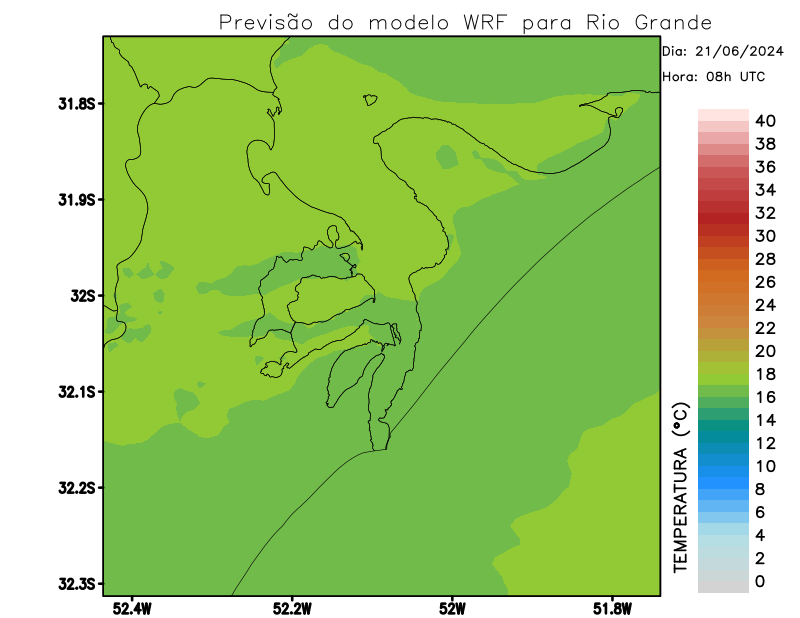 Previsão do modelo WRF para Rio Grande
Dia: 21/06/2024
Hora: 08h UTC
31.8S
31.9S
32S
32.1S
32.2S
32.3S
52.4W
52.2W
52W
51.8W
TEMPERATURA (°C)
40
38
36
34
32
30
28
26
24
22
20
18
16
14
12
10
8
6
4
2
0